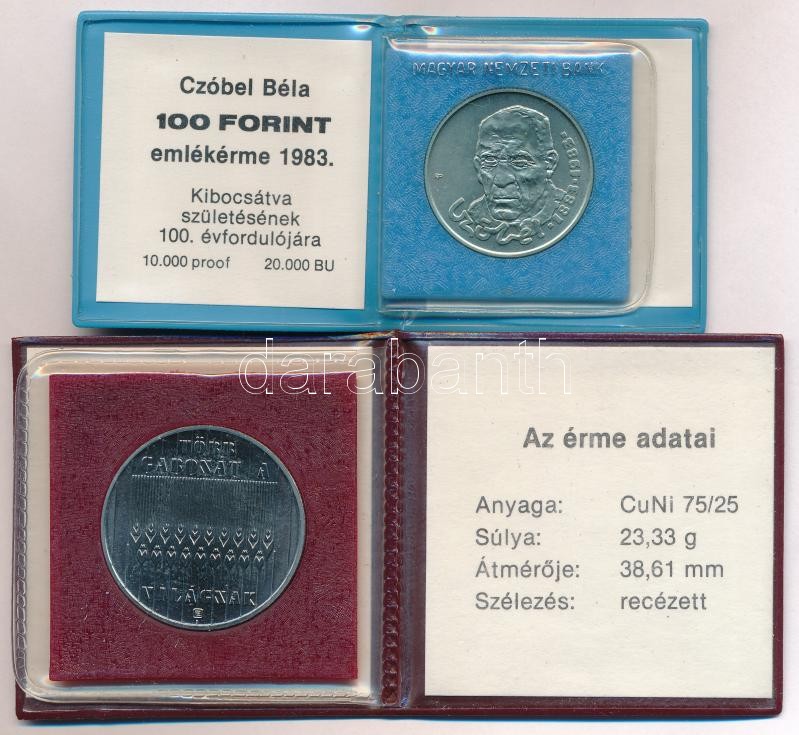 Czóbel Béla
100 FORINT
emlékérme 1983.
Kibocsátva
születésének
100. évfordulójára
10.000 proof 20.000 BU
MAGYAR NEMZETI BANK
1883-1983
darabanth
TÖBB
GABONÁT A
VILÁGNAK
Az érme adatai
Anyaga: CuNi 75/25
Súlya: 23,33 g
Átmérője: 38,61 mm
Szélezés: recézett